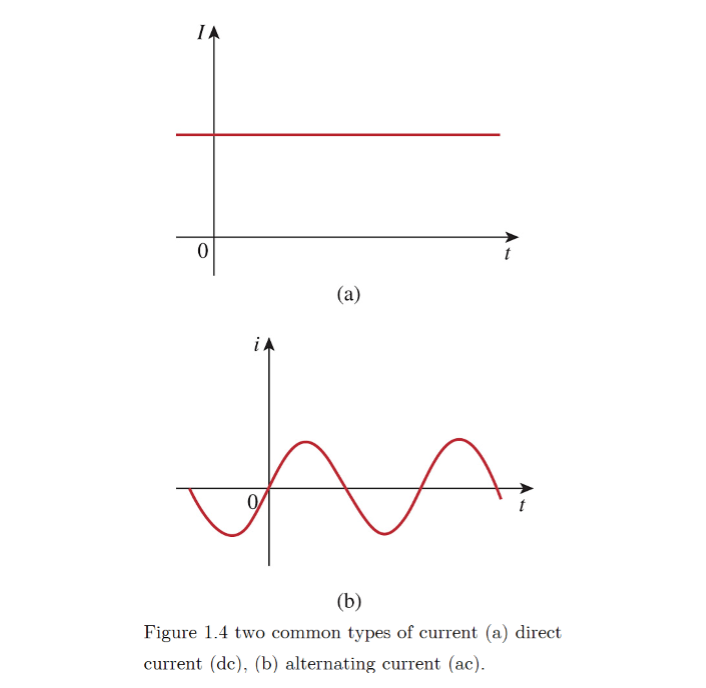 I
0
t
(a)
i
0
t
(b)
Figure 1.4 two common types of current (a) direct
current (dc), (b) alternating current (ac).